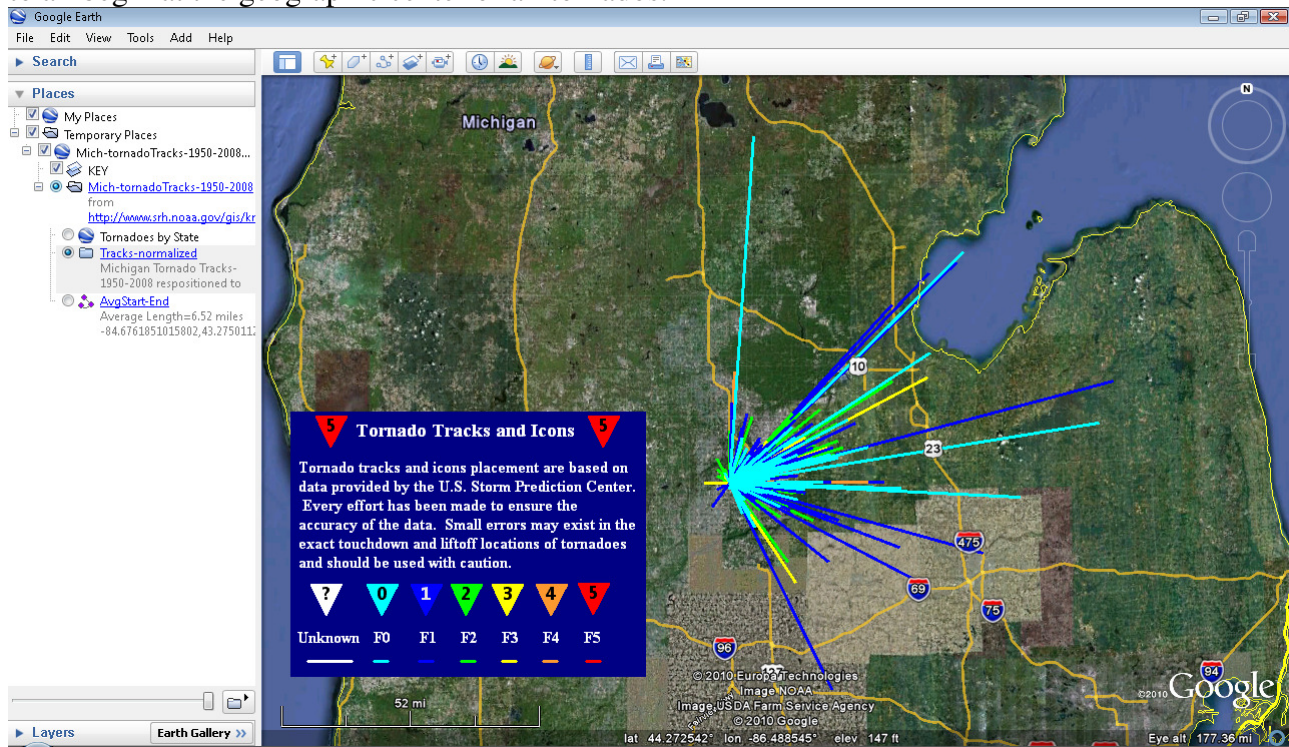 Google Earth
File Edit View Tools Add Help
Search
Places
My Places
Temporary Places
Mich-tornadoTracks-1950-2008...
KEY
Mich-tornadoTracks-1950-2008
from
http://www.srh.noaa.gov/gis/kr
Tornadoes by State
Tracks-normalized
Michigan Tornado Tracks-
1950-2008 respositioned to
AvgStart-End
Average Length=6.52 miles
-84.6761851015802,43.2750112
Layers
Earth Gallery »
Michigan
N
10
23
475
69
75
96
94
5 Tornado Tracks and Icons 5
Tornado tracks and icons placement are based on
data provided by the U.S. Storm Prediction Center.
Every effort has been made to ensure the
accuracy of the data. Small errors may exist in the
exact touchdown and liftoff locations of tornadoes
and should be used with caution.
? 0 1 2 3 4 5
Unknown F0 F1 F2 F3 F4 F5
52 mi
© 2010 Europa Technologies
Image NOAA
Image USDA Farm Service Agency
© 2010 Google
©2010 Google
lat 44.272542° lon -86.488545° elev 147 ft
Eye alt 177.36 mi